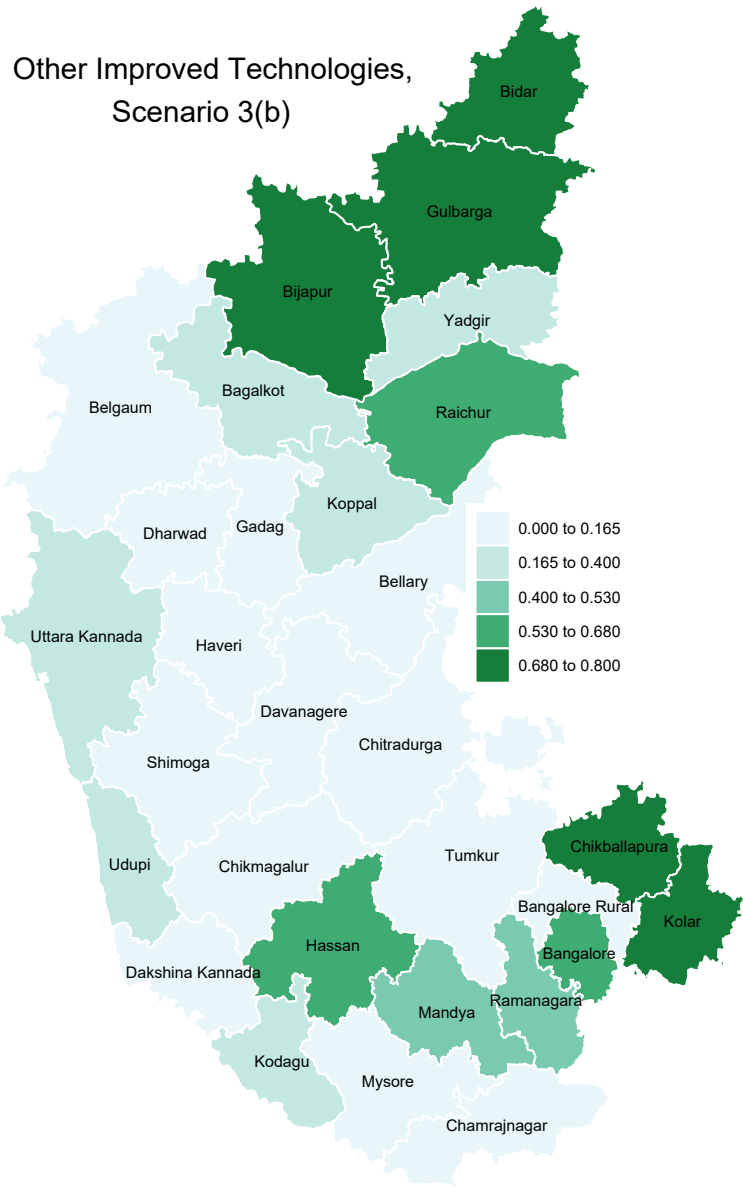 Other Improved Technologies,
Scenario 3(b)
Bidar
Gulbarga
Bijapur
Yadgir
Bagalkot
Belgaum
Raichur
Koppal
Gadag
Dharwad
0.000 to 0.165
0.165 to 0.400
0.400 to 0.530
0.530 to 0.680
0.680 to 0.800
Bellary
Uttara Kannada
Haveri
Davanagere
Chitradurga
Shimoga
Chikballapura
Tumkur
Udupi
Chikmagalur
Bangalore Rural
Kolar
Hassan
Bangalore
Dakshina Kannada
Ramanagara
Mandya
Kodagu
Mysore
Chamrajnagar